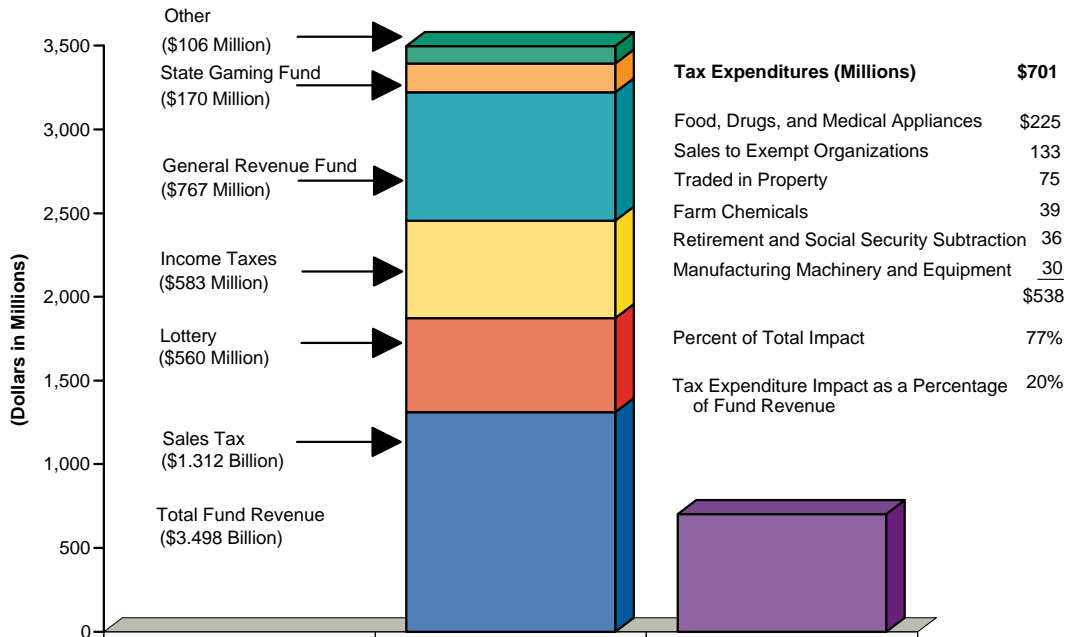 Other
($106 Million)
State Gaming Fund
($170 Million)
General Revenue Fund
($767 Million)
Income Taxes
($583 Million)
Lottery
($560 Million)
Sales Tax
($1.312 Billion)
Total Fund Revenue
($3.498 Billion)
(Dollars in Millions)
3,500
3,000
2,500
2,000
1,500
1,000
500
0
Tax Expenditures (Millions) $701
Food, Drugs, and Medical Appliances $225
Sales to Exempt Organizations 133
Traded in Property 75
Farm Chemicals 39
Retirement and Social Security Subtraction 36
Manufacturing Machinery and Equipment 30
$538
Percent of Total Impact 77%
Tax Expenditure Impact as a Percentage 20%
of Fund Revenue